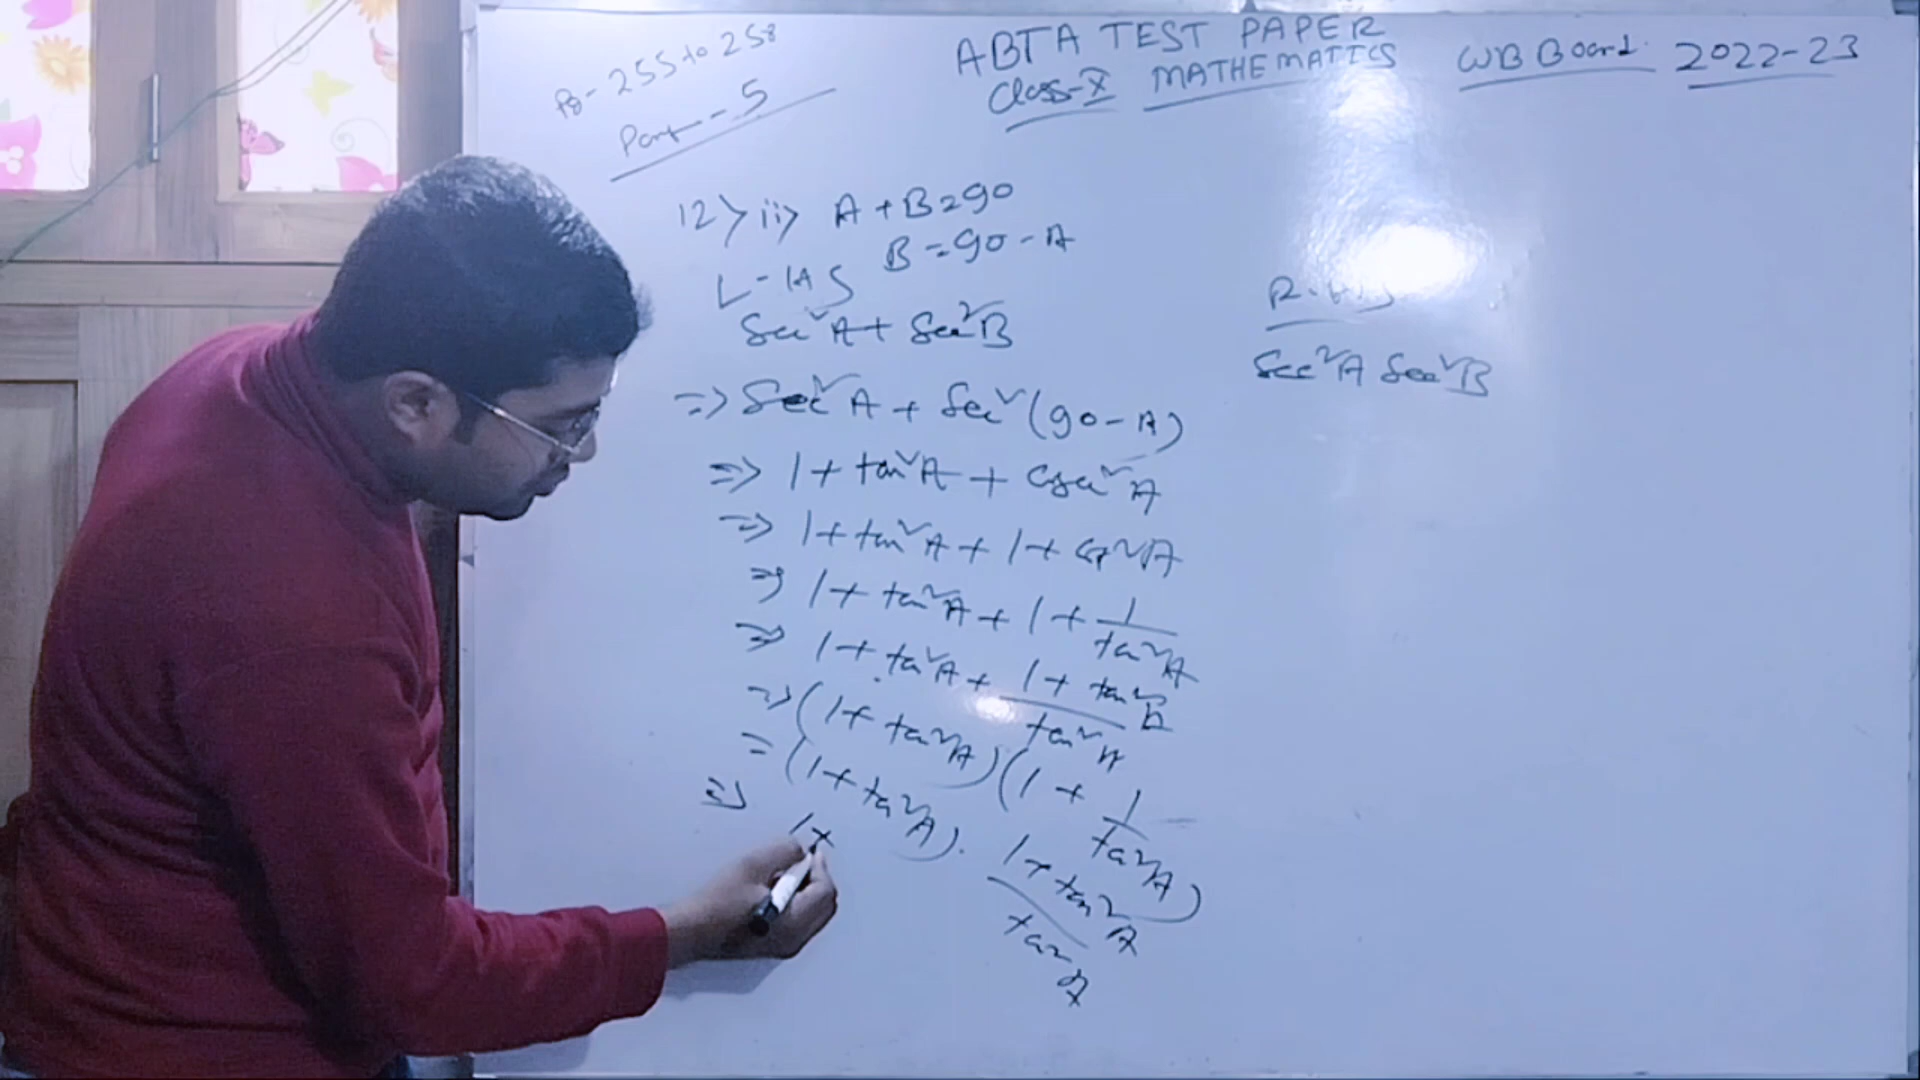 Pg - 255 to 258
Part - 5
ABTA TEST PAPER
Class-X MATHEMATICS WB Board 2022-23
12> ii> A + B = 90
B = 90 - A
L-HS
Sec²A + Sec²B
=> Sec²A + Sec²(90-A)
=> 1 + tan²A + Cosec²A
=> 1 + tan²A + 1 + Cot²A
=> 1 + tan²A + 1 + 1/tan²A
=> 1 + tan²A + (1 + tan²A)/tan²A
=> (1 + tan²A)(1 + 1/tan²A)
= (1 + tan²A) . (1 + tan²A)/tan²A
=> 1+
R.HS
Sec²A Sec²B